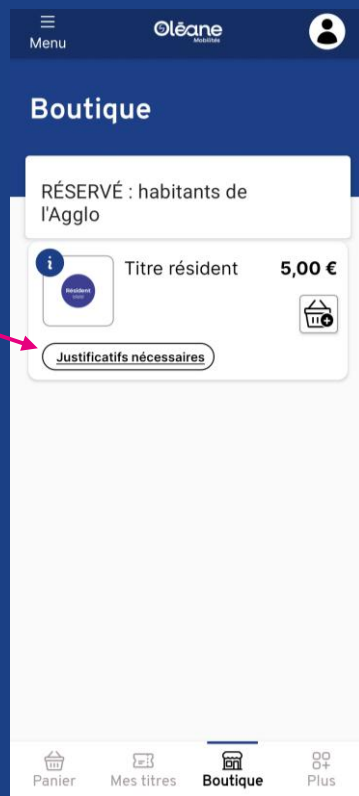 Menu
Oléane
Mobilités
Boutique
RÉSERVÉ : habitants de
l'Agglo
i
Résident
Titre résident
5,00 €
Justificatifs nécessaires
Panier
Mes titres
Boutique
Plus